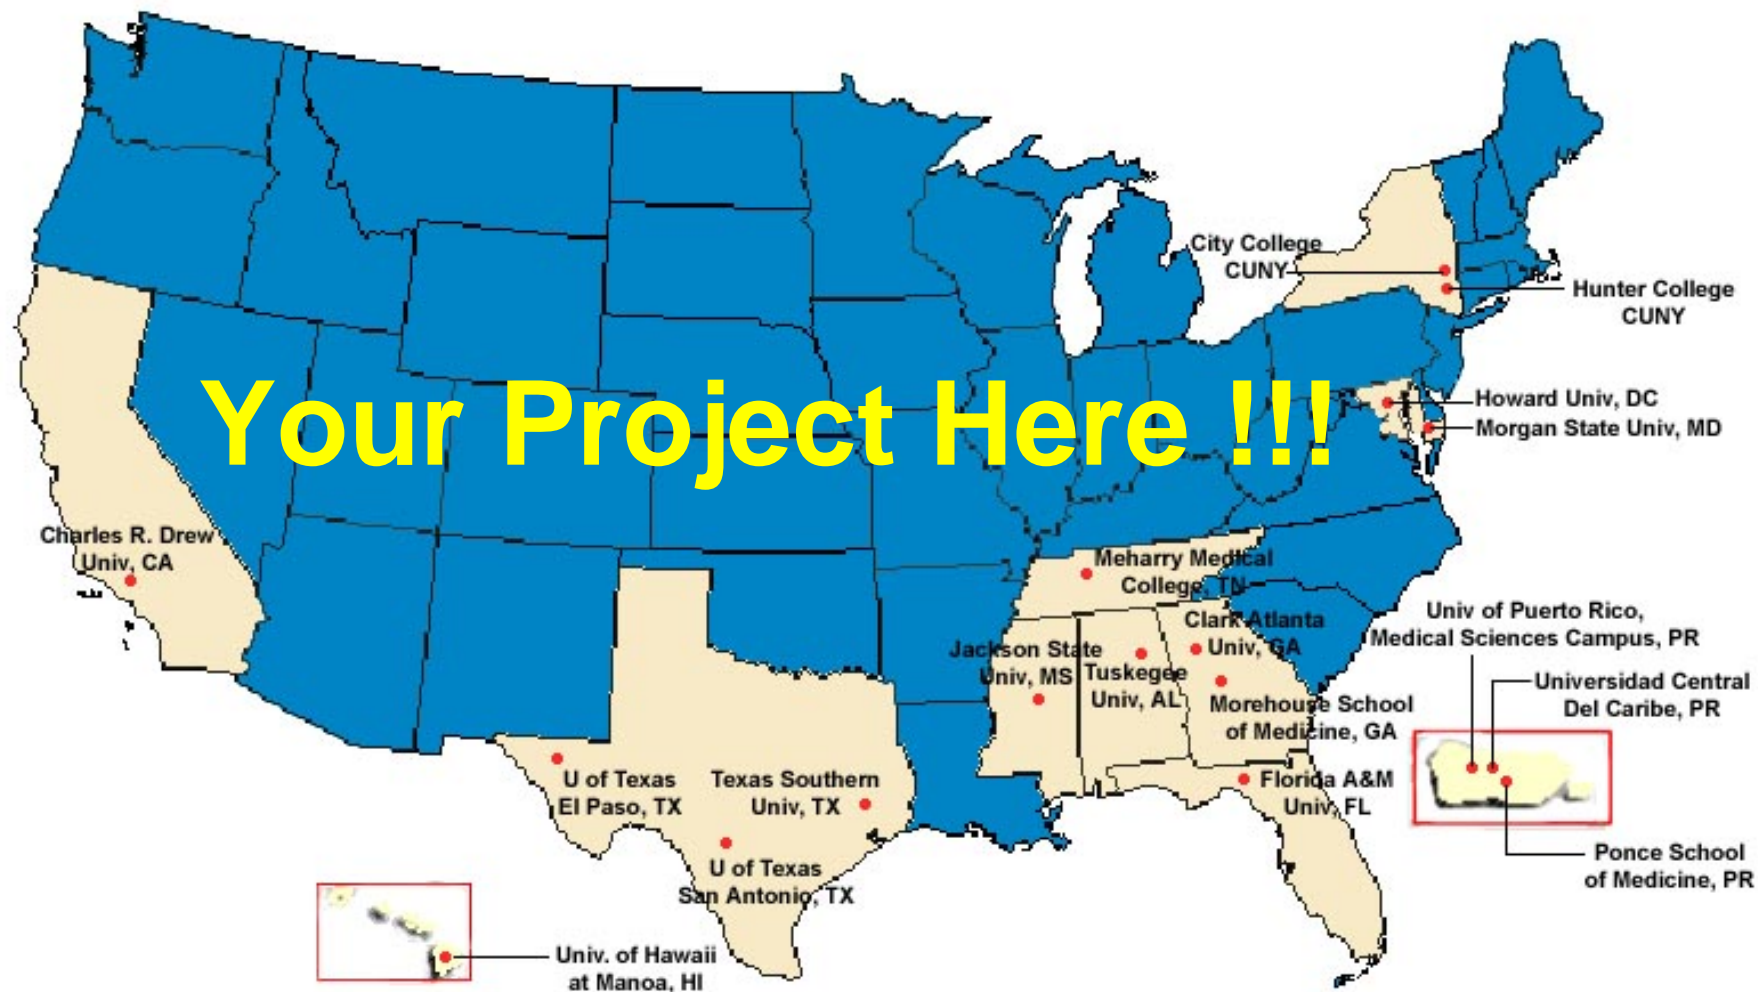 City College
CUNY
Hunter College
CUNY
Your Project Here !!!
Howard Univ, DC
Morgan State Univ, MD
Charles R. Drew
Univ, CA
Meharry Medical
College, TN
Univ of Puerto Rico,
Medical Sciences Campus, PR
Clark Atlanta
Univ, GA
Jackson State
Univ, MS
Tuskegee
Univ, AL
Universidad Central
Del Caribe, PR
Morehouse School
of Medicine, GA
U of Texas
El Paso, TX
Texas Southern
Univ, TX
Florida A&M
Univ, FL
U of Texas
San Antonio, TX
Ponce School
of Medicine, PR
Univ. of Hawaii
at Manoa, HI